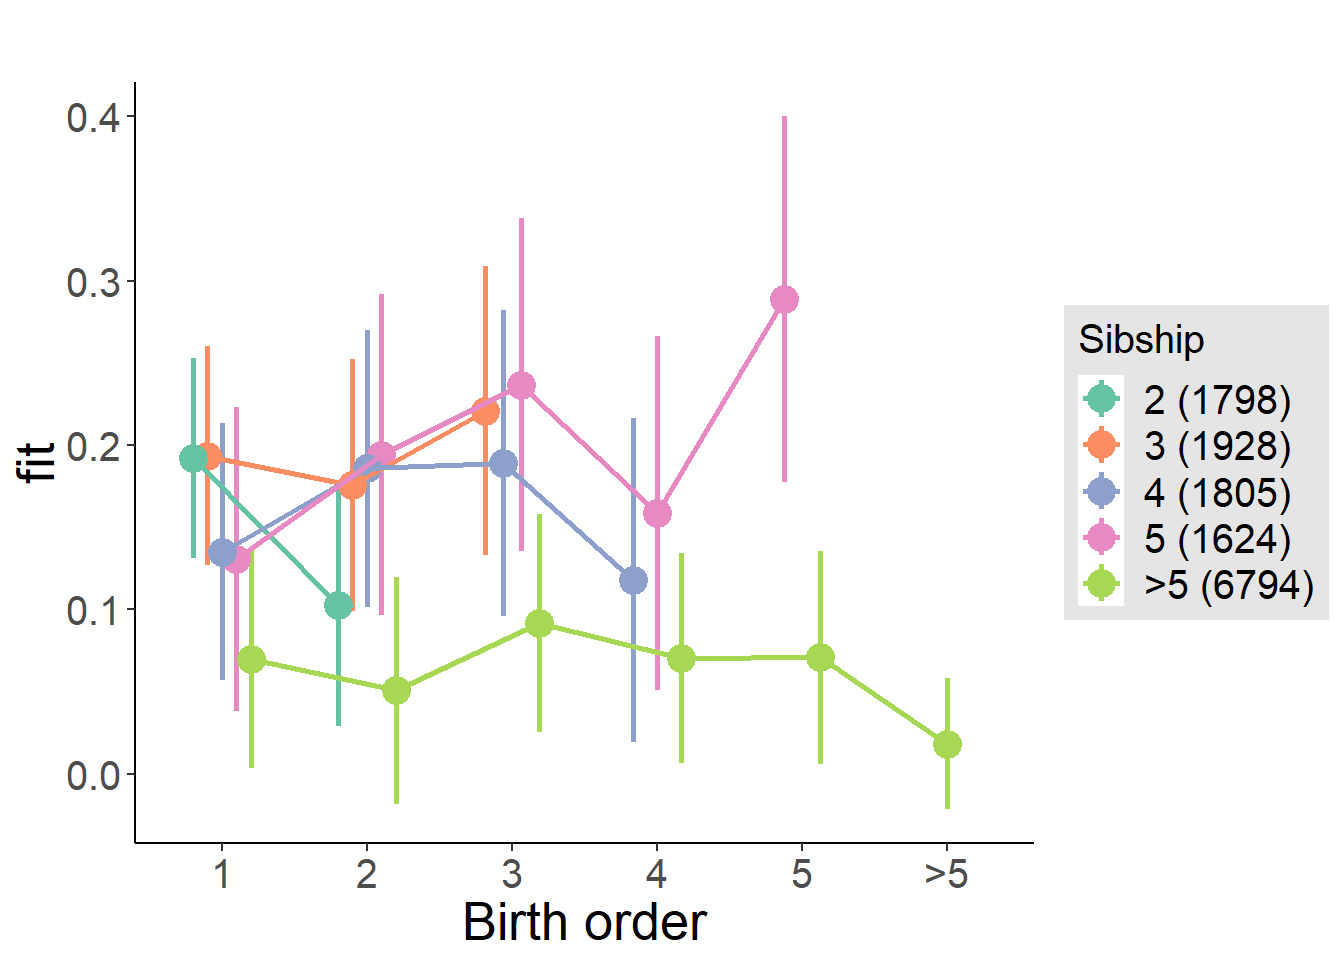 0.4
0.3
0.2
0.1
0.0
fit
1 2 3 4 5 >5
Birth order
Sibship
2 (1798)
3 (1928)
4 (1805)
5 (1624)
>5 (6794)